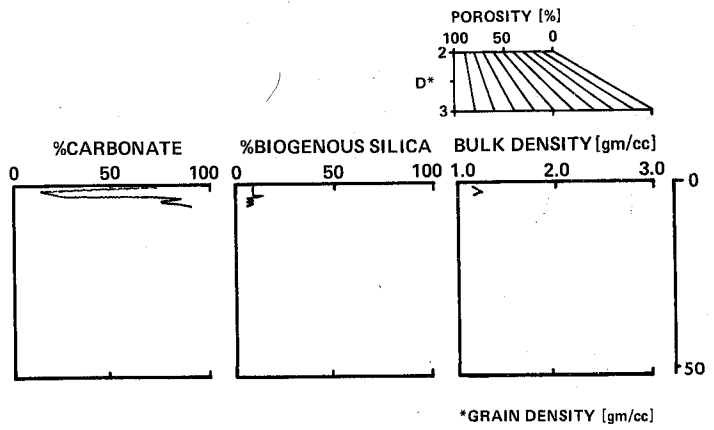 POROSITY [%]
100 50 0
2
D*
3
%CARBONATE %BIOGENOUS SILICA BULK DENSITY [gm/cc]
0 50 100 0 50 100 1.0 2.0 3.0 0
50
*GRAIN DENSITY [gm/cc]